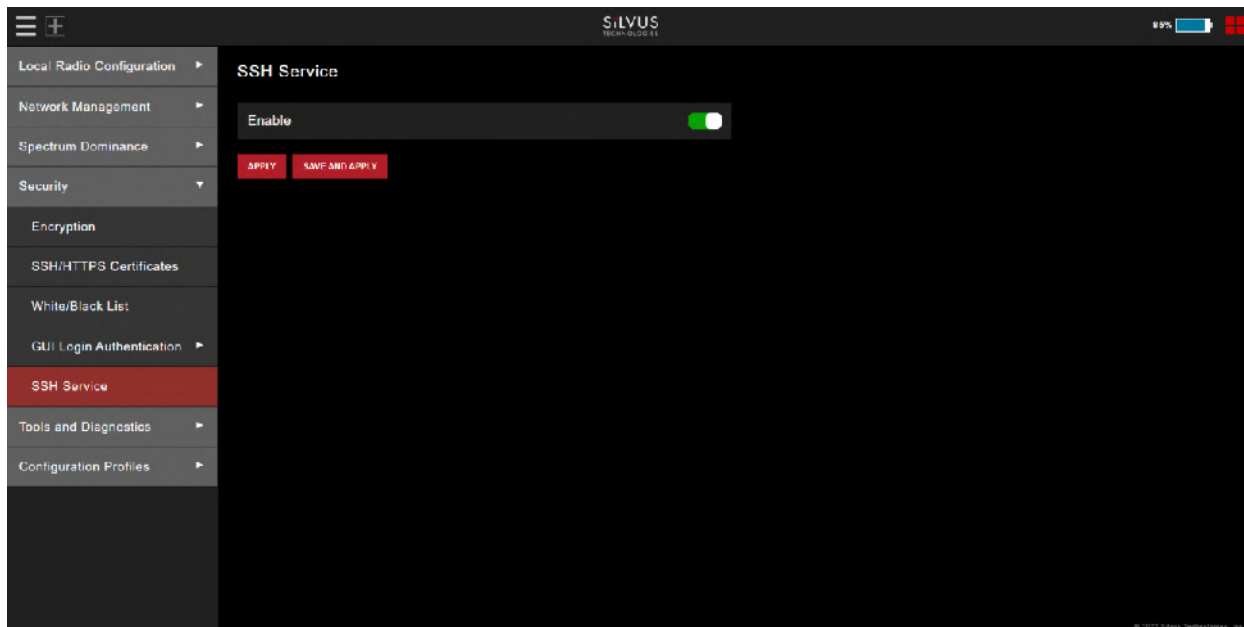 SiLVUS
TECHNOLOGIES
85%
Local Radio Configuration
Network Management
Spectrum Dominance
Security
Encryption
SSH/HTTPS Certificates
White/Black List
GUI Login Authentication
SSH Service
Tools and Diagnostics
Configuration Profiles
SSH Service
Enable
APPLY
SAVE AND APPLY